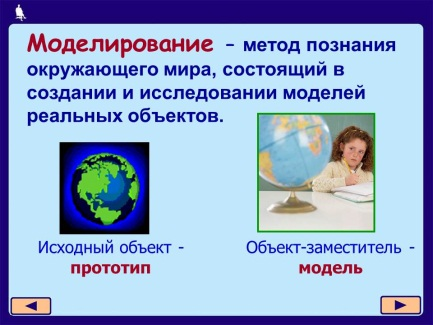 Моделирование - метод познания
окружающего мира, состоящий в
создании и исследовании моделей
реальных объектов.
Исходный объект -
прототип
Объект-заместитель -
модель